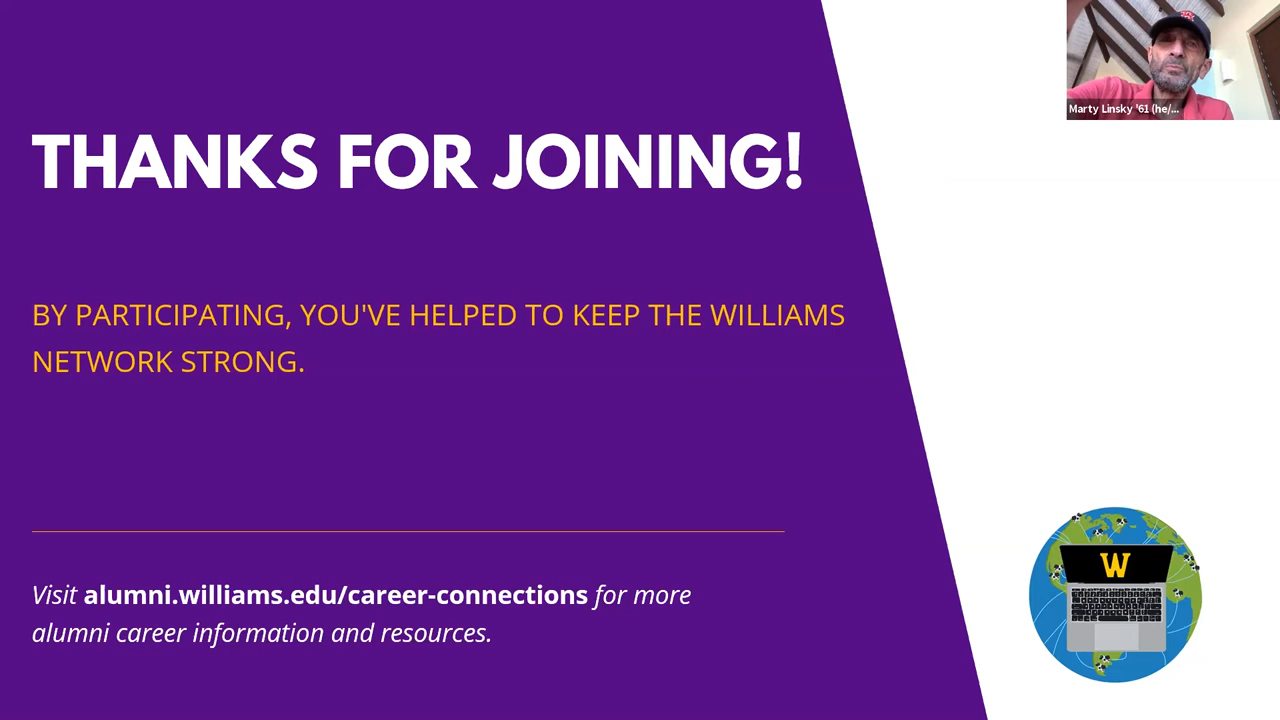 THANKS FOR JOINING!
Marty Linsky '61 (he/...
BY PARTICIPATING, YOU'VE HELPED TO KEEP THE WILLIAMS
NETWORK STRONG.
W
Visit alumni.williams.edu/career-connections for more
alumni career information and resources.